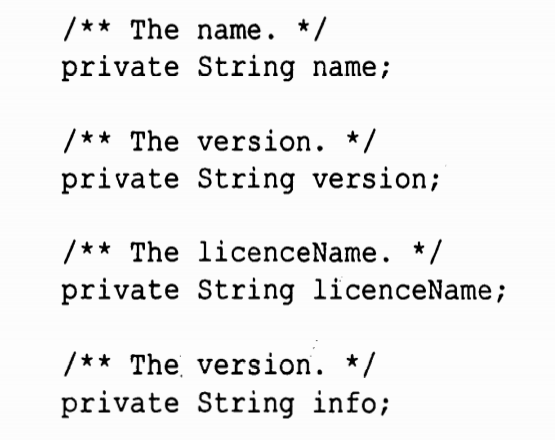 /** The name. */
private String name;
/** The version. */
private String version;
/** The licenceName. */
private String licenceName;
/** The version. */
private String info;